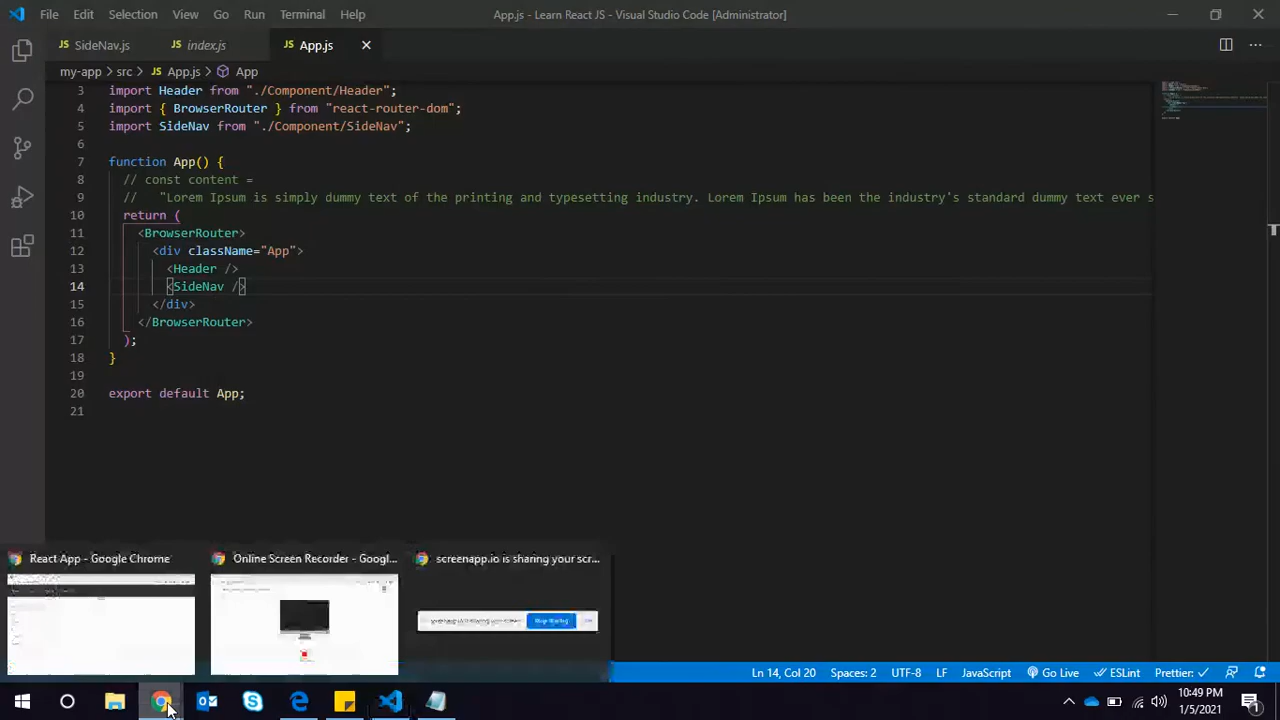 File Edit Selection View Go Run Terminal Help App.js - Learn React JS - Visual Studio Code [Administrator]
SideNav.js index.js App.js
my-app > src > App.js > App
3 import Header from "./Component/Header";
4 import { BrowserRouter } from "react-router-dom";
5 import SideNav from "./Component/SideNav";
6
7 function App() {
8 // const content =
9 // "Lorem Ipsum is simply dummy text of the printing and typesetting industry. Lorem Ipsum has been the industry's standard dummy text ever s
10 return (
11 <BrowserRouter>
12 <div className="App">
13 <Header />
14 <SideNav />
15 </div>
16 </BrowserRouter>
17 );
18 }
19
20 export default App;
21
React App - Google Chrome Online Screen Recorder - Googl... screenapp.io is sharing your scr...
Stop sharing
Ln 14, Col 20 Spaces: 2 UTF-8 LF JavaScript Go Live ESLint Prettier: ✓
10:49 PM
1/5/2021
1